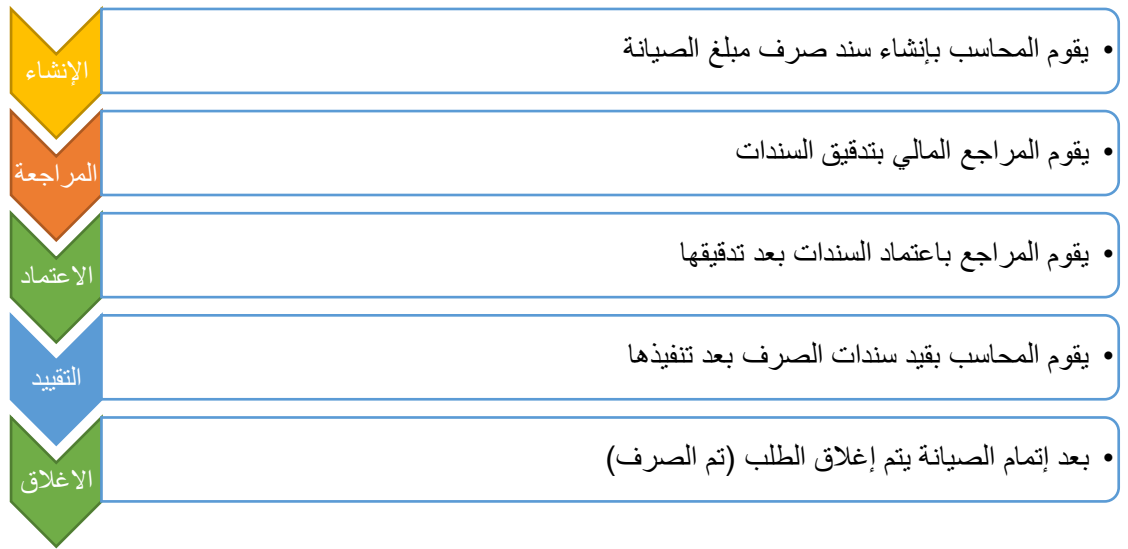 الإنشاء
• يقوم المحاسب بإنشاء سند صرف مبلغ الصيانة
المراجعة
• يقوم المراجع المالي بتدقيق السندات
الاعتماد
• يقوم المراجع باعتماد السندات بعد تدقيقها
التقييد
• يقوم المحاسب بقيد سندات الصرف بعد تنفيذها
الاغلاق
• بعد إتمام الصيانة يتم إغلاق الطلب (تم الصرف)